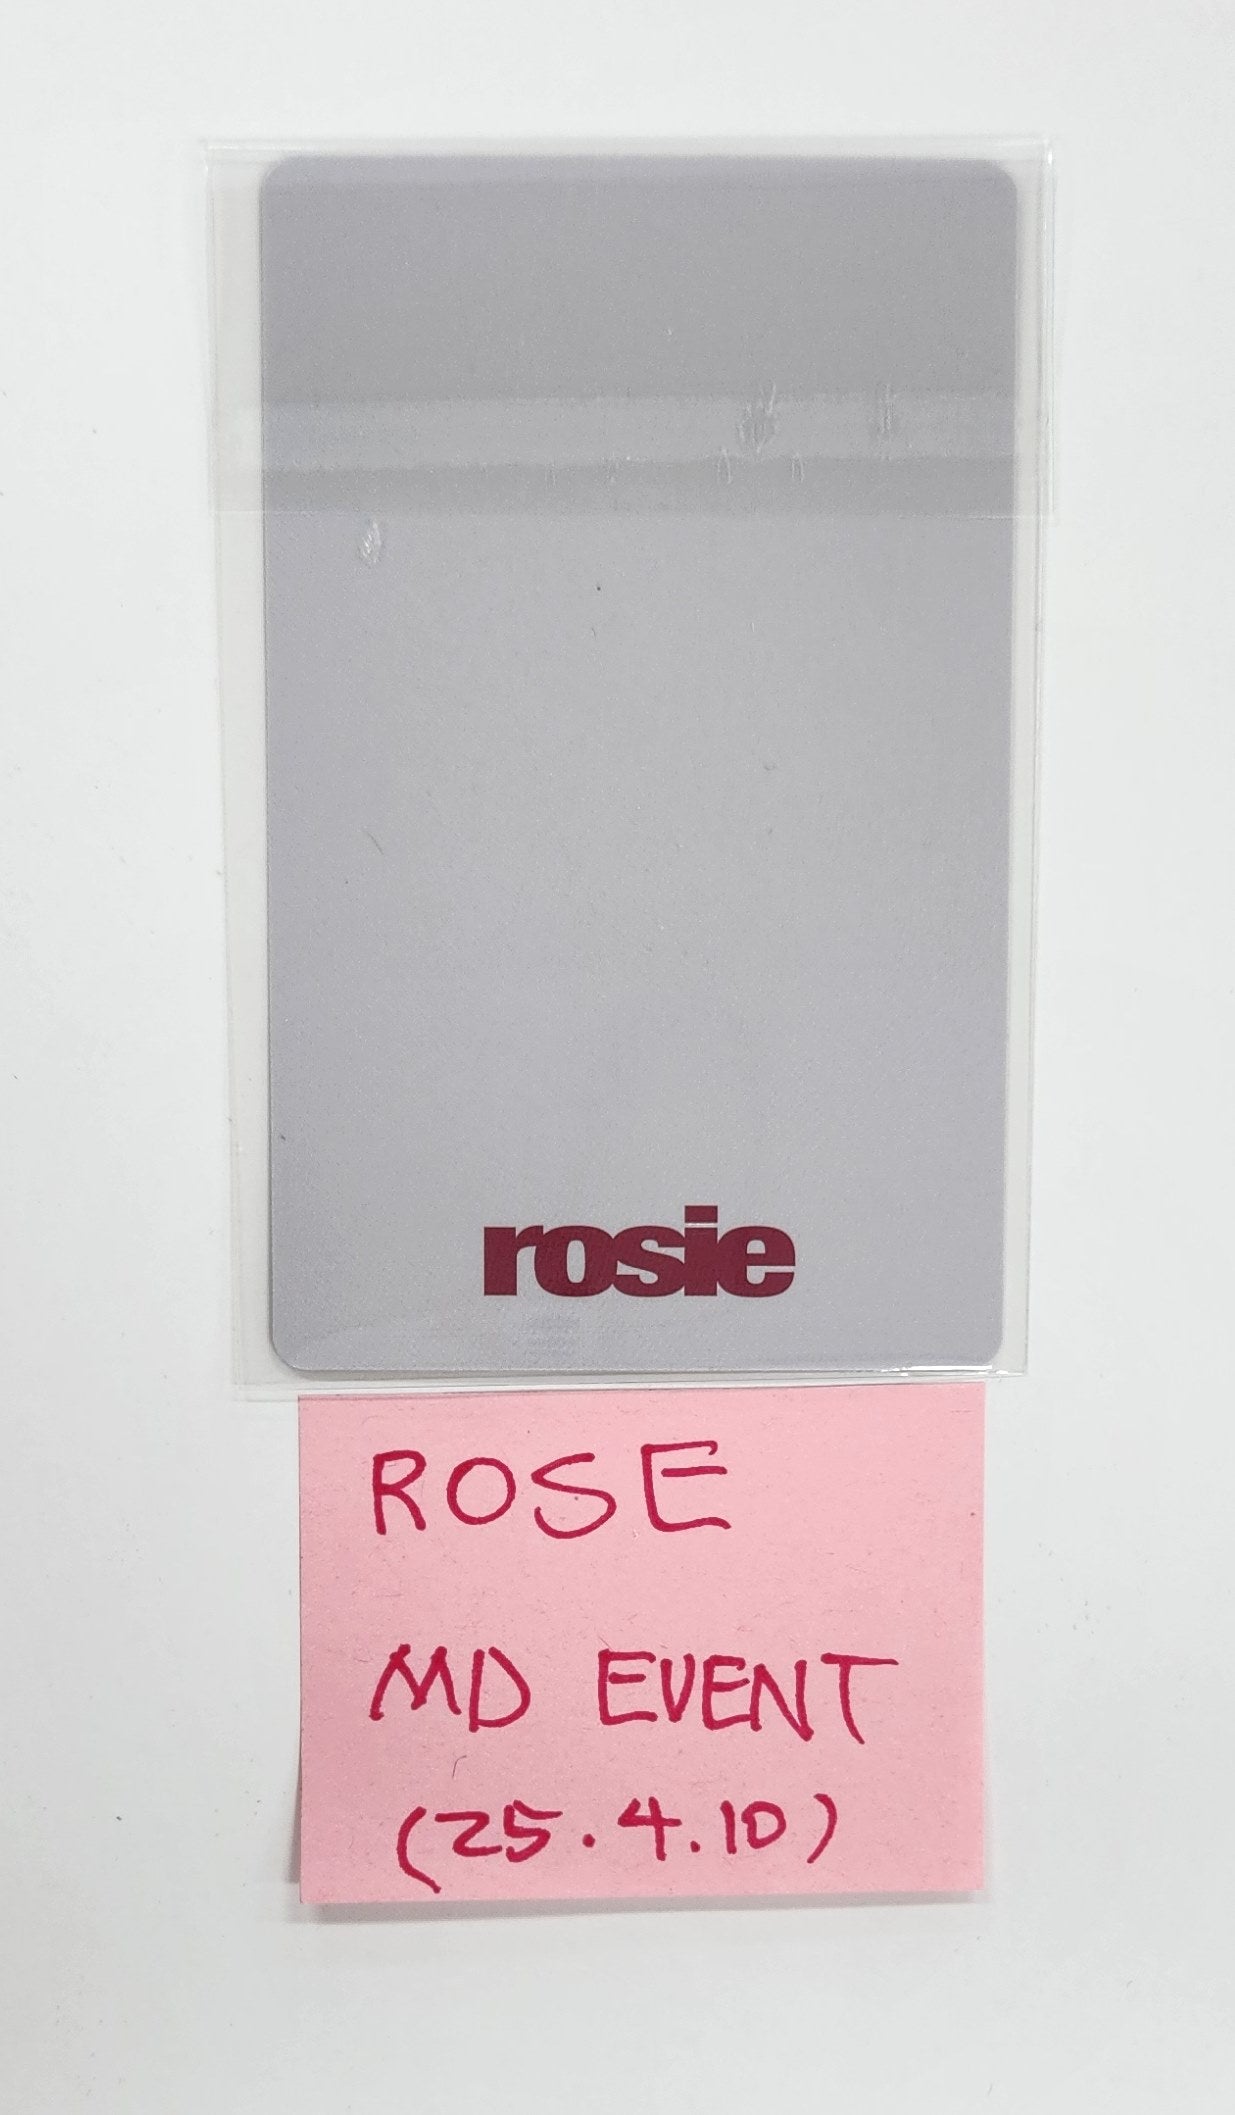 rosie
ROSE
MD EVENT
(25.4.10)